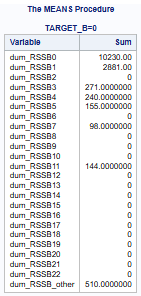 The MEANS Procedure
TARGET_B=0
Variable Sum
dum_RSSB0 10230.00
dum_RSSB1 2881.00
dum_RSSB2 0
dum_RSSB3 271.0000000
dum_RSSB4 240.0000000
dum_RSSB5 155.0000000
dum_RSSB6 0
dum_RSSB7 98.0000000
dum_RSSB8 0
dum_RSSB9 0
dum_RSSB10 0
dum_RSSB11 144.0000000
dum_RSSB12 0
dum_RSSB13 0
dum_RSSB14 0
dum_RSSB15 0
dum_RSSB16 0
dum_RSSB17 0
dum_RSSB18 0
dum_RSSB19 0
dum_RSSB20 0
dum_RSSB21 0
dum_RSSB22 0
dum_RSSB_other 510.0000000